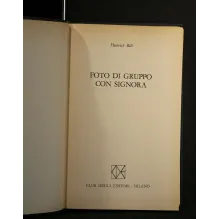 Heinrich Böll
FOTO DI GRUPPO
CON SIGNORA
CLUB DEGLI EDITORI - MILANO